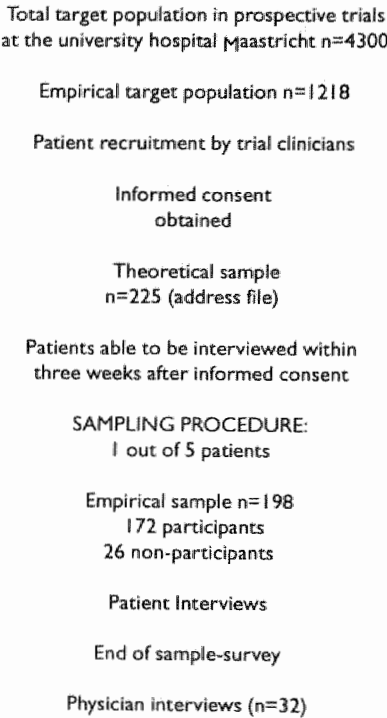 Total target population in prospective trials
at the university hospital Maastricht n=4300
Empirical target population n=1218
Patient recruitment by trial clinicians
Informed consent
obtained
Theoretical sample
n=225 (address file)
Patients able to be interviewed within
three weeks after informed consent
SAMPLING PROCEDURE:
1 out of 5 patients
Empirical sample n=198
172 participants
26 non-participants
Patient Interviews
End of sample-survey
Physician interviews (n=32)